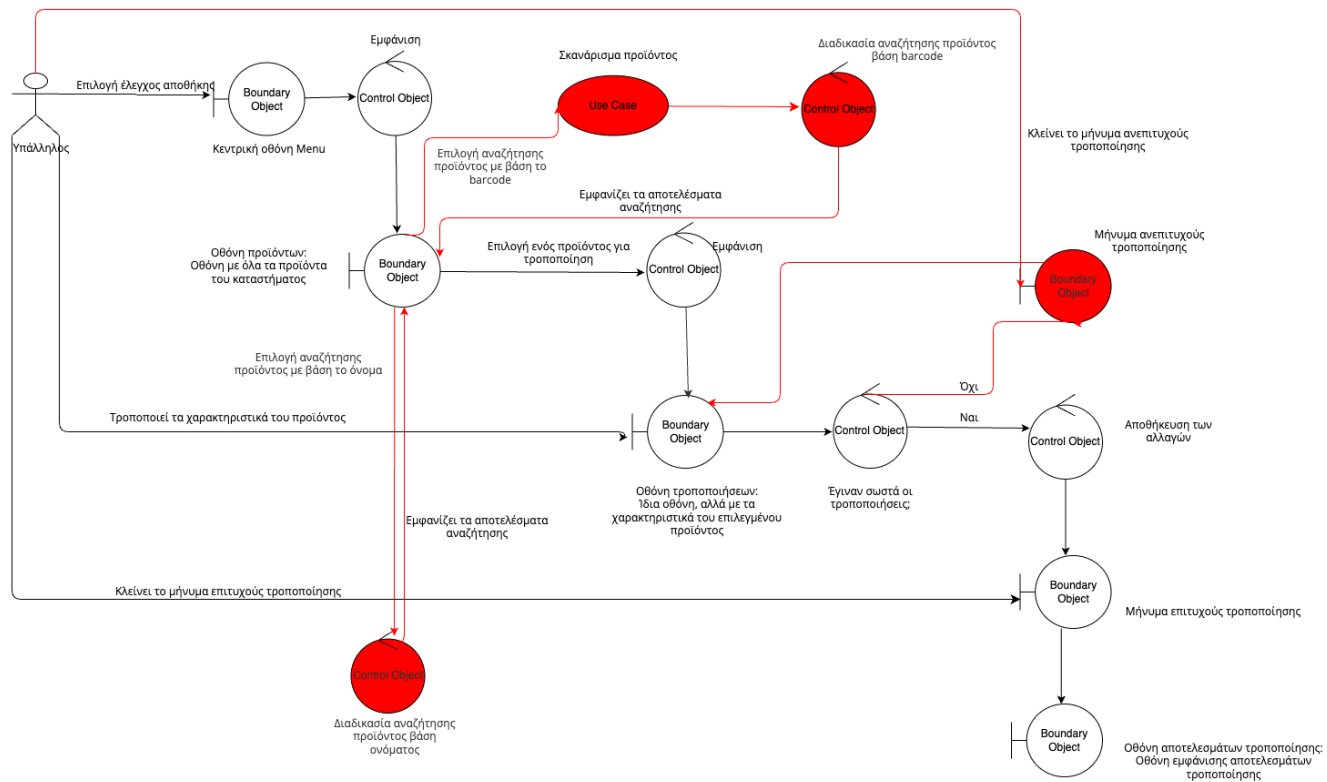 Εμφάνιση
Σκανάρισμα προϊόντος
Διαδικασία αναζήτησης προϊόντος
βάση barcode
Επιλογή έλεγχος αποθήκης
Boundary
Object
Control Object
Use Case
Control Object
Υπάλληλος
Κεντρική οθόνη Menu
Επιλογή αναζήτησης
προϊόντος με βάση το
barcode
Κλείνει το μήνυμα ανεπιτυχούς
τροποποίησης
Εμφανίζει τα αποτελέσματα
αναζήτησης
Οθόνη προϊόντων:
Οθόνη με όλα τα προϊόντα
του καταστήματος
Boundary
Object
Επιλογή ενός προϊόντος για
τροποποίηση
Εμφάνιση
Control Object
Μήνυμα ανεπιτυχούς
τροποποίησης
Boundary
Object
Επιλογή αναζήτησης
προϊόντος με βάση το όνομα
Τροποποιεί τα χαρακτηριστικά του προϊόντος
Boundary
Object
Control Object
Όχι
Ναι
Control Object
Αποθήκευση των
αλλαγών
Οθόνη τροποποιήσεων:
Ίδια οθόνη, αλλά με τα
χαρακτηριστικά του επιλεγμένου
προϊόντος
Έγιναν σωστά οι
τροποποιήσεις;
Εμφανίζει τα αποτελέσματα
αναζήτησης
Κλείνει το μήνυμα επιτυχούς τροποποίησης
Boundary
Object
Μήνυμα επιτυχούς τροποποίησης
Control Object
Διαδικασία αναζήτησης
προϊόντος βάση
ονόματος
Boundary
Object
Οθόνη αποτελεσμάτων τροποποίησης:
Οθόνη εμφάνισης αποτελεσμάτων
τροποποίησης